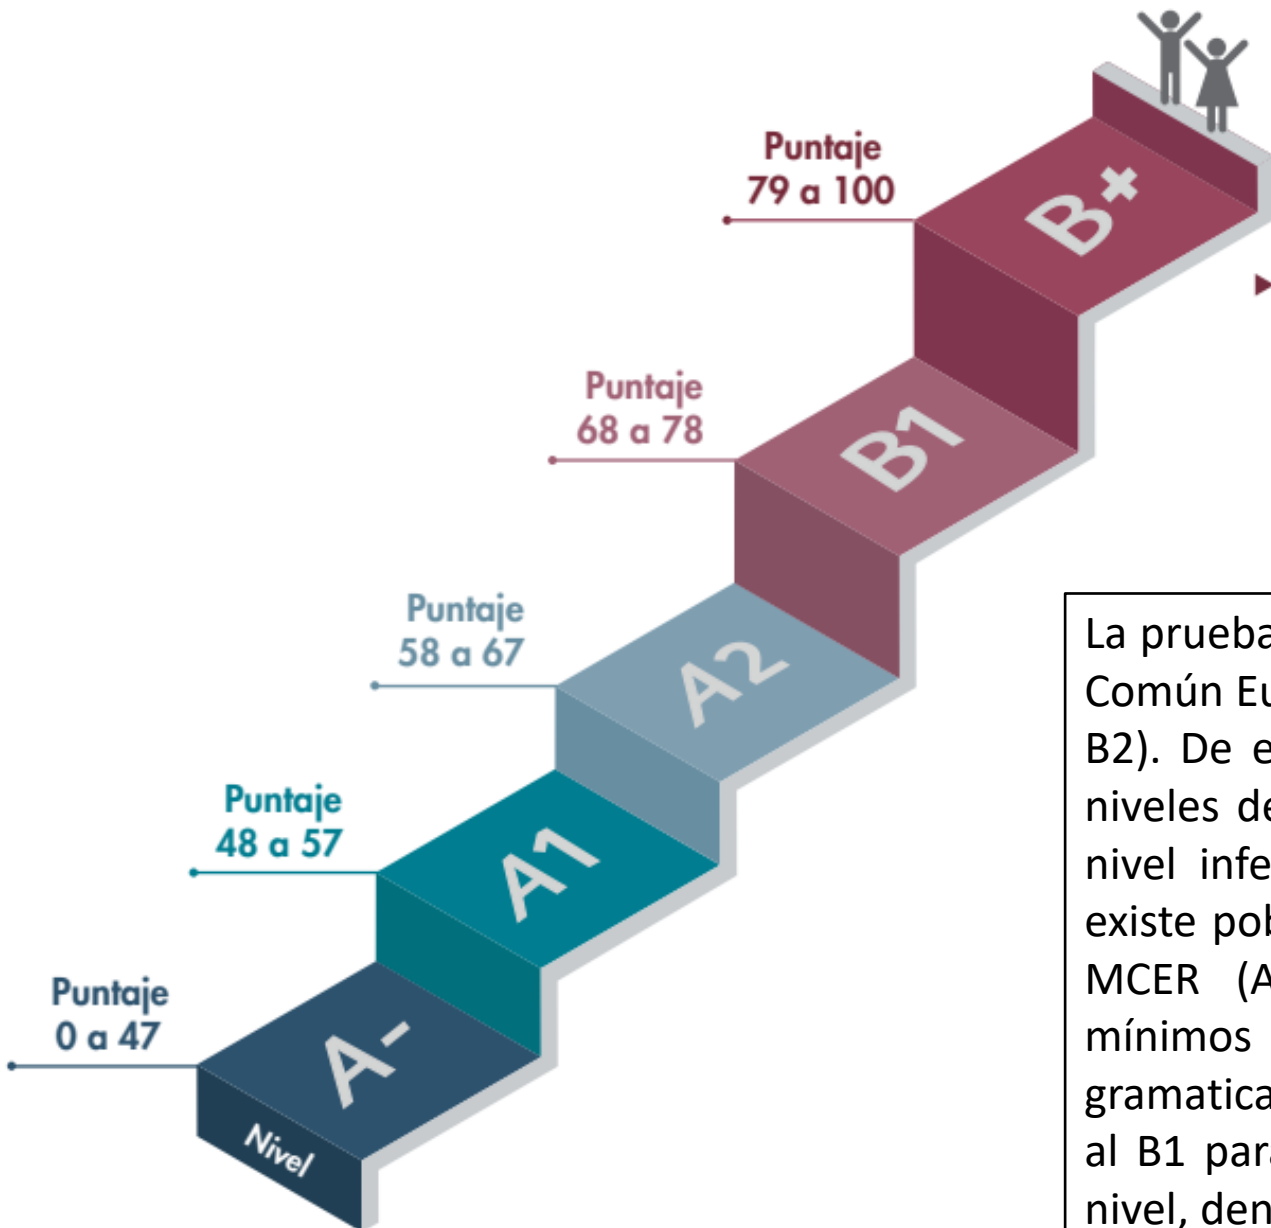 Puntaje
79 a 100
B+
Puntaje
68 a 78
B1
Puntaje
58 a 67
A2
Puntaje
48 a 57
A1
Puntaje
0 a 47
A-
Nivel
La prueba
Común Eu
B2). De e
niveles de
nivel infe
existe pob
MCER (A
mínimos
gramatica
al B1 para
nivel, den